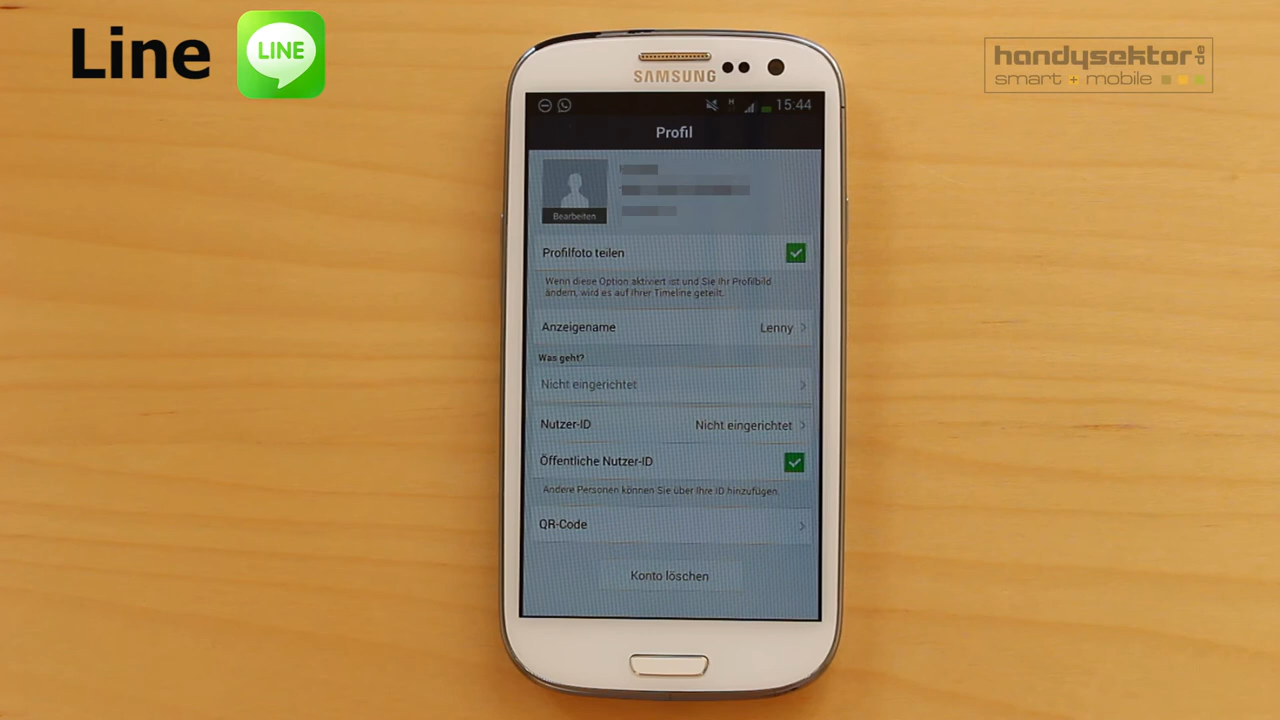 Line
LINE
handysektor.de
smart + mobile
SAMSUNG
H
15:44
Profil
Bearbeiten
Profilfoto teilen
Wenn diese Option aktiviert ist und Sie Ihr Profilbild
ändern, wird es auf Ihrer Timeline geteilt.
Anzeigename Lenny
Was geht?
Nicht eingerichtet
Nutzer-ID Nicht eingerichtet
Öffentliche Nutzer-ID
Andere Personen können Sie über Ihre ID hinzufügen.
QR-Code
Konto löschen